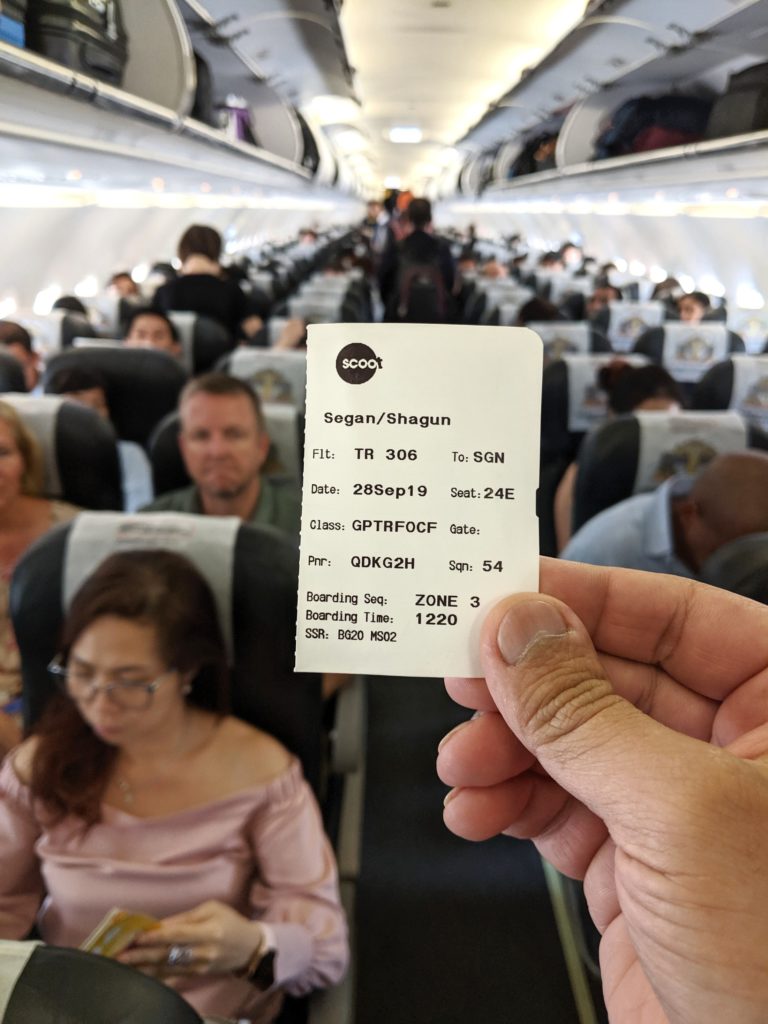 scoot
Segan/Shagun
Flt: TR 306 To: SGN
Date: 28Sep19 Seat: 24E
Class: GPTRFOCF Gate:
Pnr: QDKG2H Sqn: 54
Boarding Seq: ZONE 3
Boarding Time: 1220
SSR: BG20 MS02